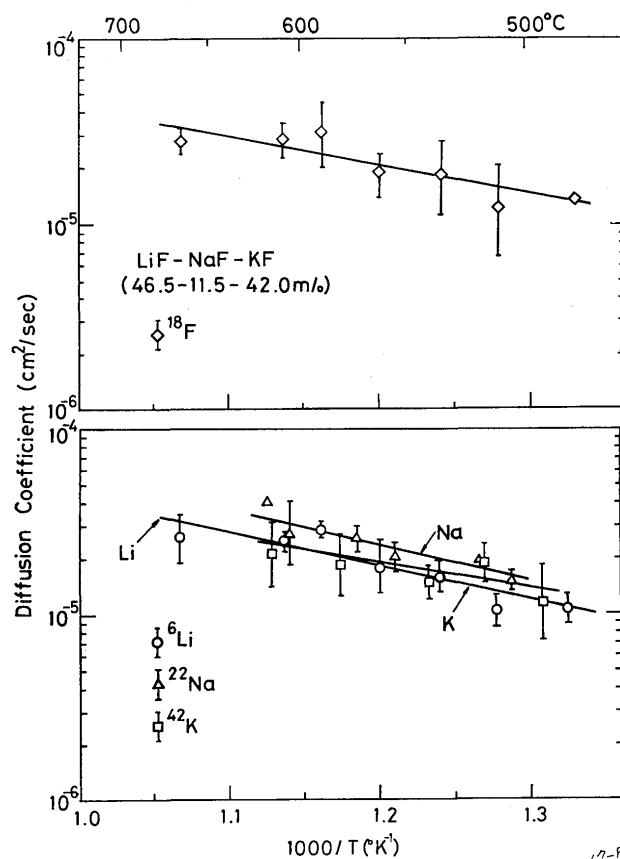 700
600
500°C
10⁻⁴
10⁻⁵
LiF-NaF-KF
(46.5-11.5-42.0m/o)
¹⁸F
10⁻⁶
Diffusion Coefficient (cm²/sec)
10⁻⁴
Li
Na
K
10⁻⁵
⁶Li
²²Na
⁴²K
10⁻⁶
1.0
1.1
1.2
1.3
1000/T(°K⁻¹)